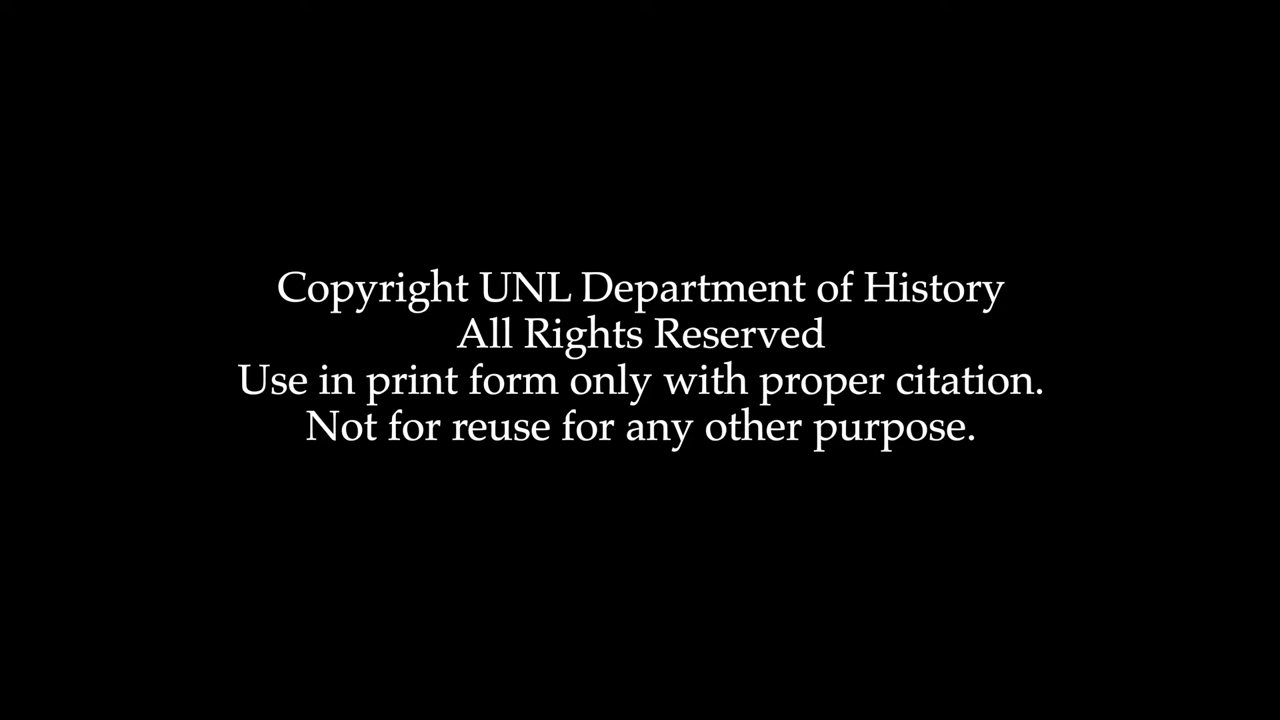 Copyright UNL Department of History
All Rights Reserved
Use in print form only with proper citation.
Not for reuse for any other purpose.